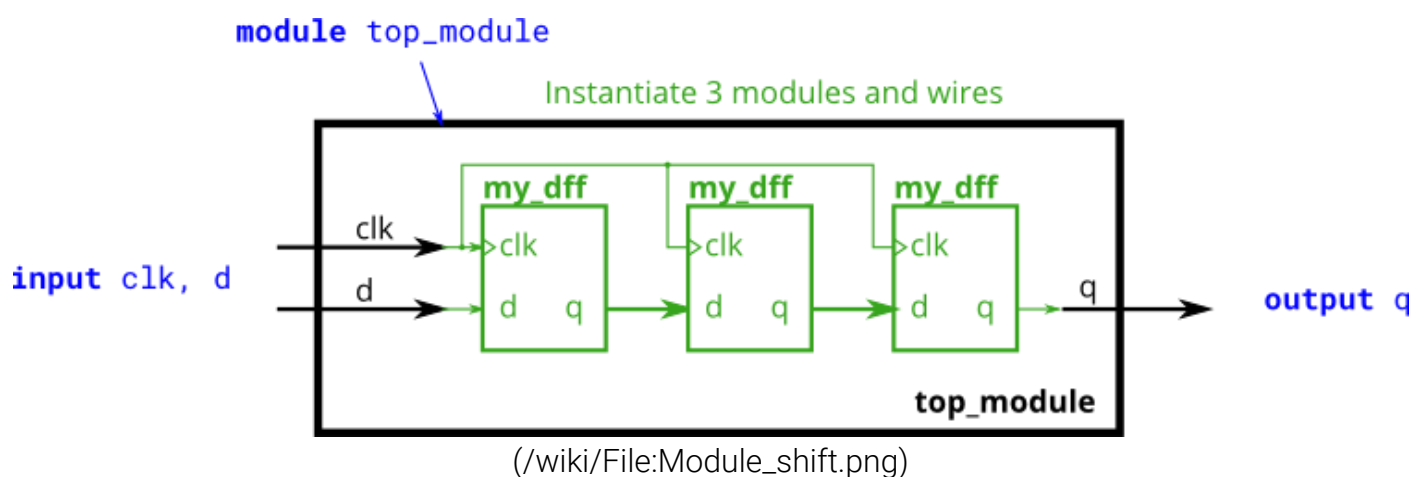 module top_module
Instantiate 3 modules and wires
my_dff my_dff my_dff
clk clk clk clk
input clk, d
d d q d q d q q
output q
top_module
(/wiki/File:Module_shift.png)